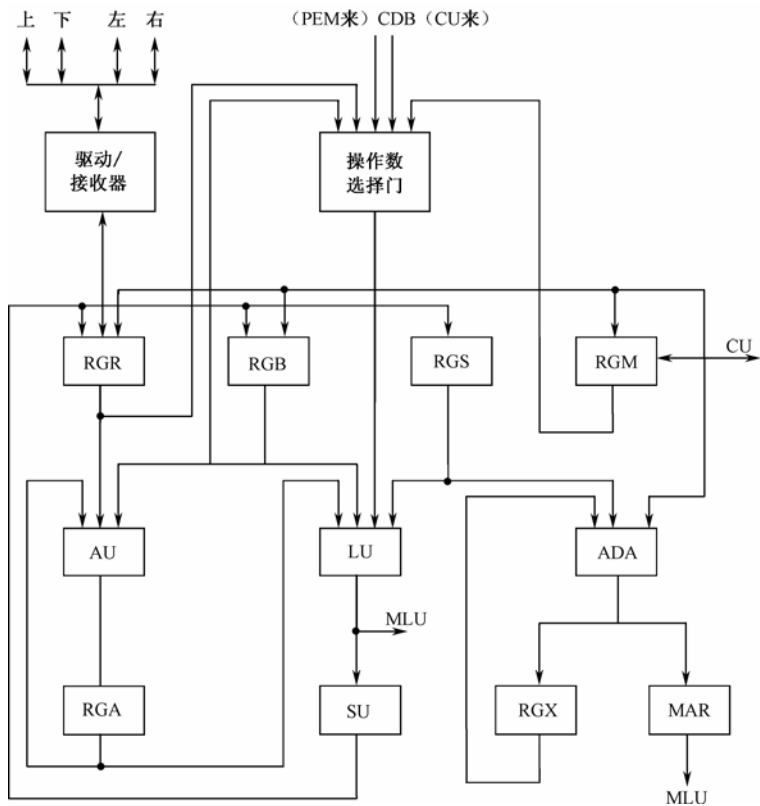 上 下 左 右
（PEM来）CDB（CU来）
驱动/
接收器
操作数
选择门
RGR
RGB
RGS
RGM
CU
AU
LU
ADA
MLU
RGA
SU
RGX
MAR
MLU